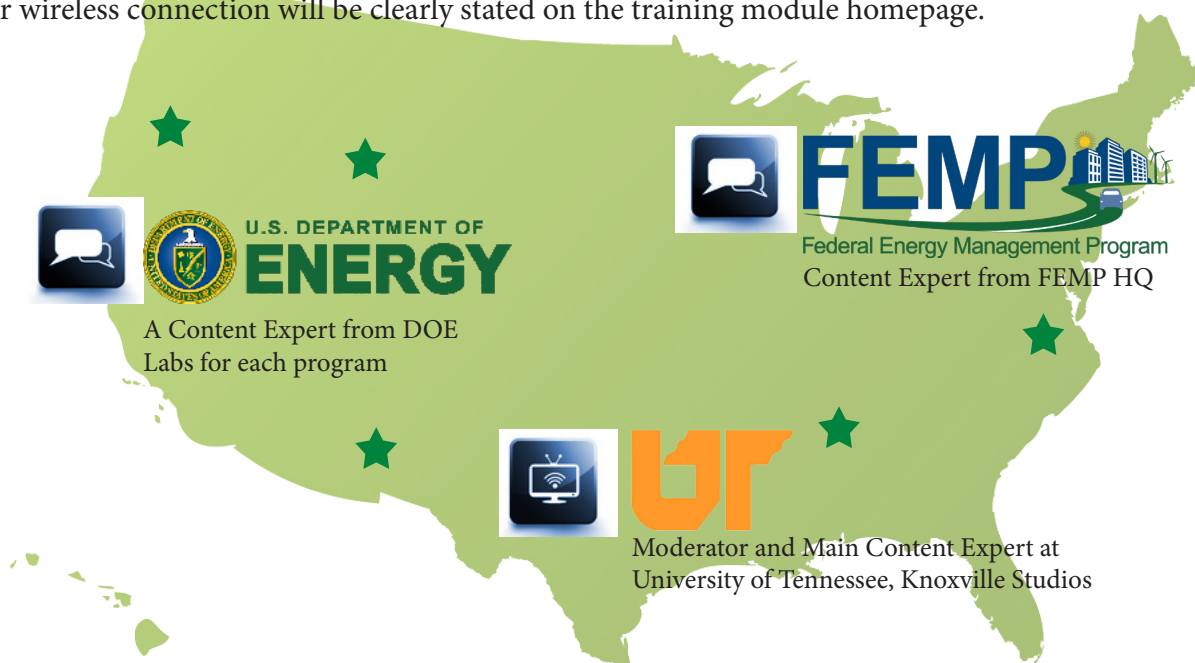 r wireless connection will be clearly stated on the training module homepage.
FEMP
Federal Energy Management Program
Content Expert from FEMP HQ
U.S. DEPARTMENT OF
ENERGY
A Content Expert from DOE
Labs for each program
UT
Moderator and Main Content Expert at
University of Tennessee, Knoxville Studios